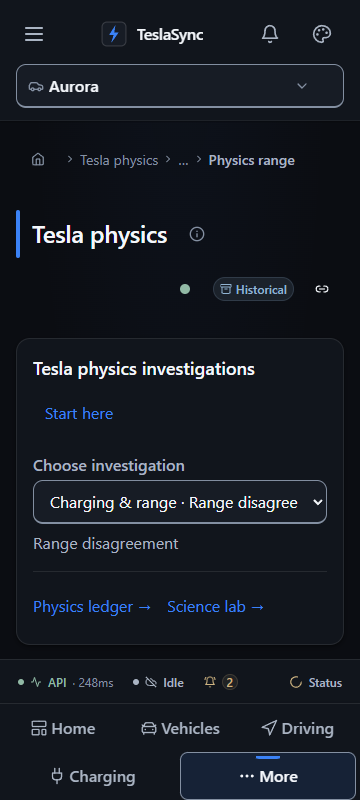 TeslaSync
Aurora
Tesla physics
...
Physics range
Tesla physics
Historical
Tesla physics investigations
Start here
Choose investigation
Charging & range · Range disagree
Range disagreement
Physics ledger →
Science lab →
API · 248ms
Idle
2
Status
Home
Vehicles
Driving
Charging
More